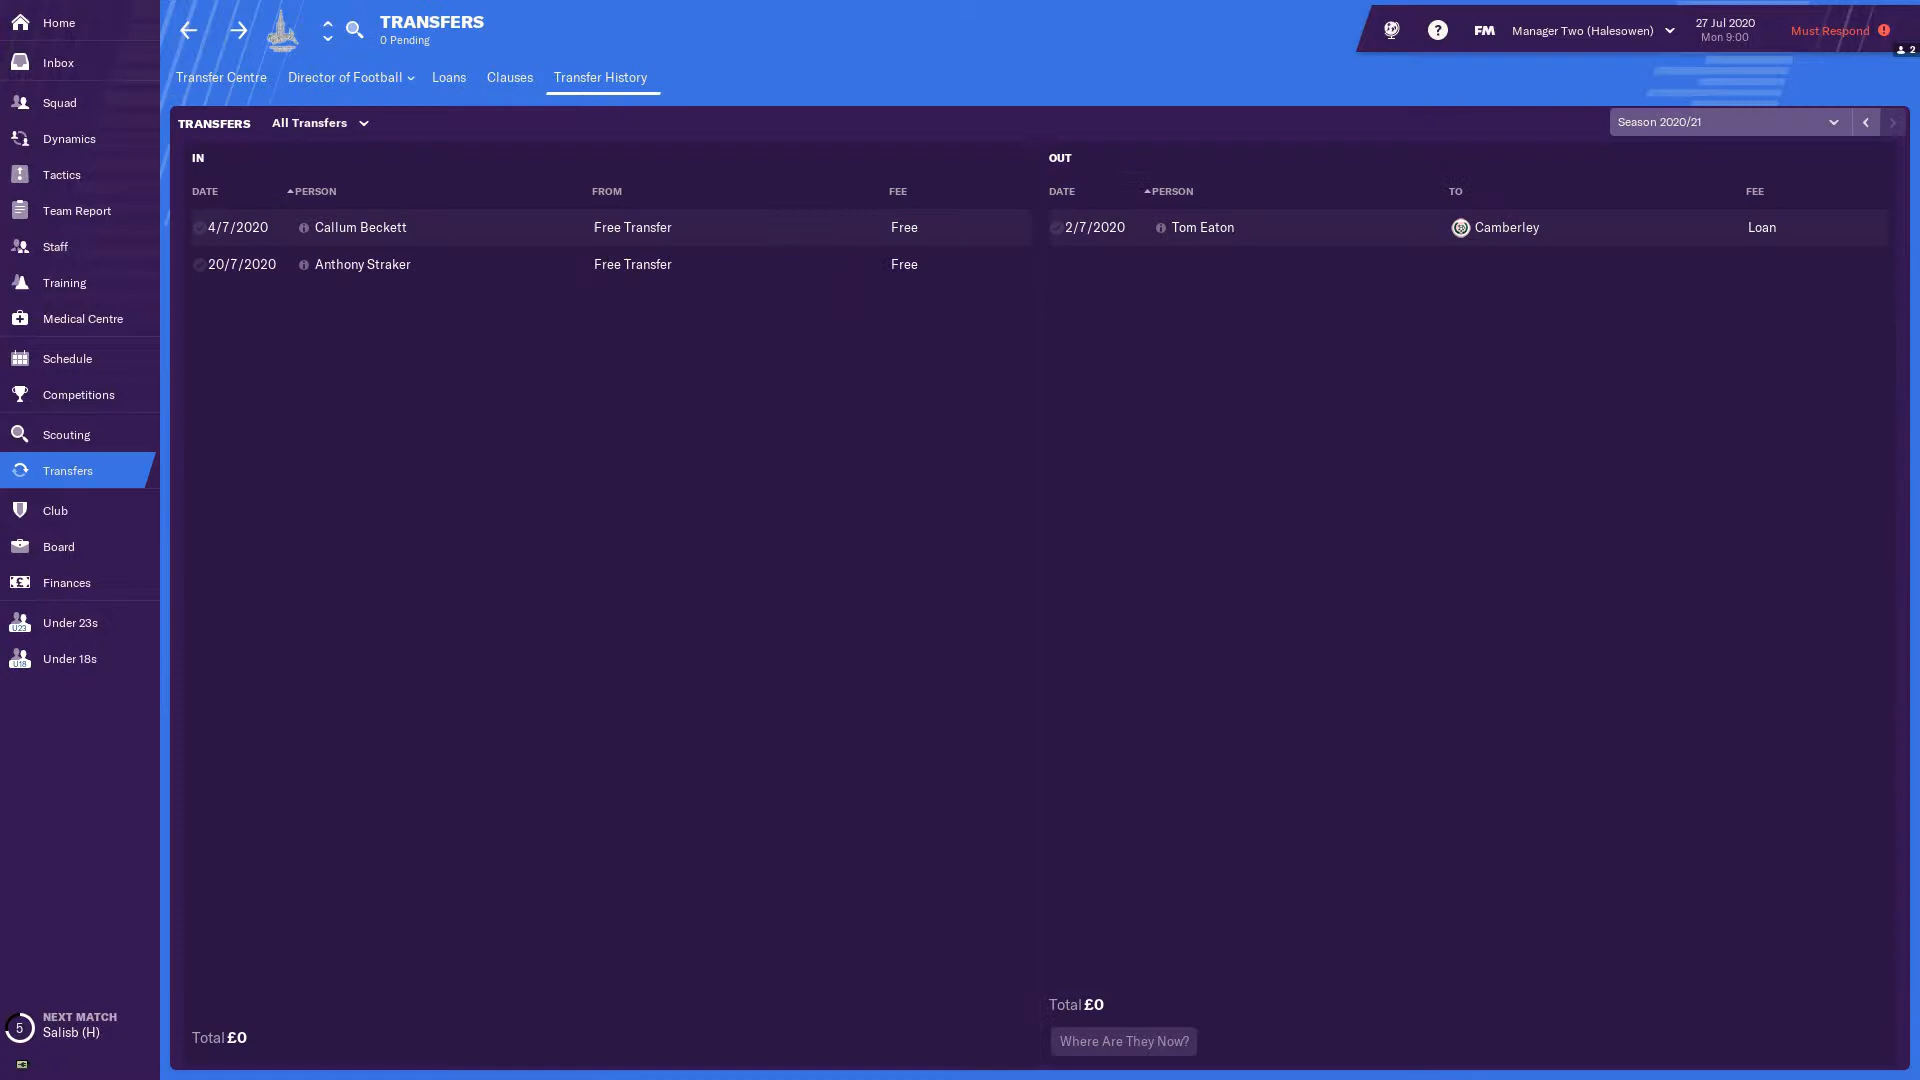 Home
Inbox
Squad
Dynamics
Tactics
Team Report
Staff
Training
Medical Centre
Schedule
Competitions
Scouting
Transfers
Club
Board
Finances
U23
Under 23s
U18
Under 18s
5
NEXT MATCH
Salisb (H)
TRANSFERS
0 Pending
FM
Manager Two (Halesowen)
27 Jul 2020
Mon 9:00
Must Respond
2
Transfer Centre
Director of Football
Loans
Clauses
Transfer History
TRANSFERS
All Transfers
Season 2020/21
IN
DATE PERSON FROM FEE
4/7/2020 Callum Beckett Free Transfer Free
20/7/2020 Anthony Straker Free Transfer Free
Total £0
OUT
DATE PERSON TO FEE
2/7/2020 Tom Eaton Camberley Loan
Total £0
Where Are They Now?